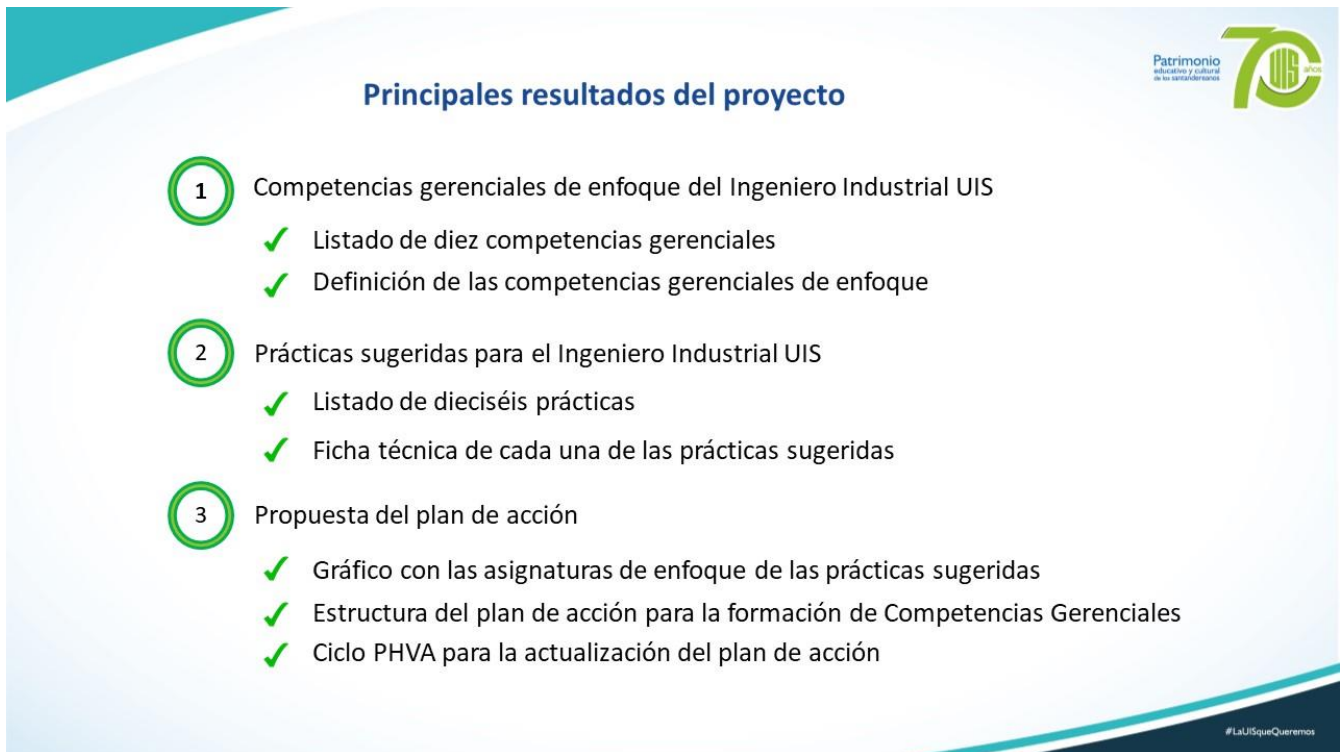 Patrimonio
educativo y cultural
de los santandereanos
70 UIS años
Principales resultados del proyecto
1 Competencias gerenciales de enfoque del Ingeniero Industrial UIS
✓ Listado de diez competencias gerenciales
✓ Definición de las competencias gerenciales de enfoque
2 Prácticas sugeridas para el Ingeniero Industrial UIS
✓ Listado de dieciséis prácticas
✓ Ficha técnica de cada una de las prácticas sugeridas
3 Propuesta del plan de acción
✓ Gráfico con las asignaturas de enfoque de las prácticas sugeridas
✓ Estructura del plan de acción para la formación de Competencias Gerenciales
✓ Ciclo PHVA para la actualización del plan de acción
#LaUISqueQueremos